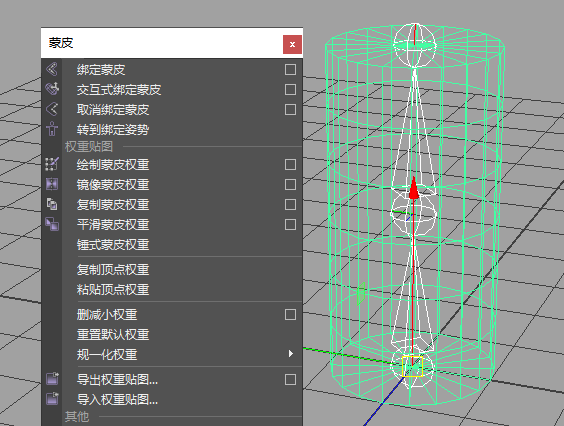 蒙皮
x
绑定蒙皮
交互式绑定蒙皮
取消绑定蒙皮
转到绑定姿势
权重贴图
绘制蒙皮权重
镜像蒙皮权重
复制蒙皮权重
平滑蒙皮权重
锤式蒙皮权重
复制顶点权重
粘贴顶点权重
删减小权重
重置默认权重
规一化权重
导出权重贴图...
导入权重贴图...
其他